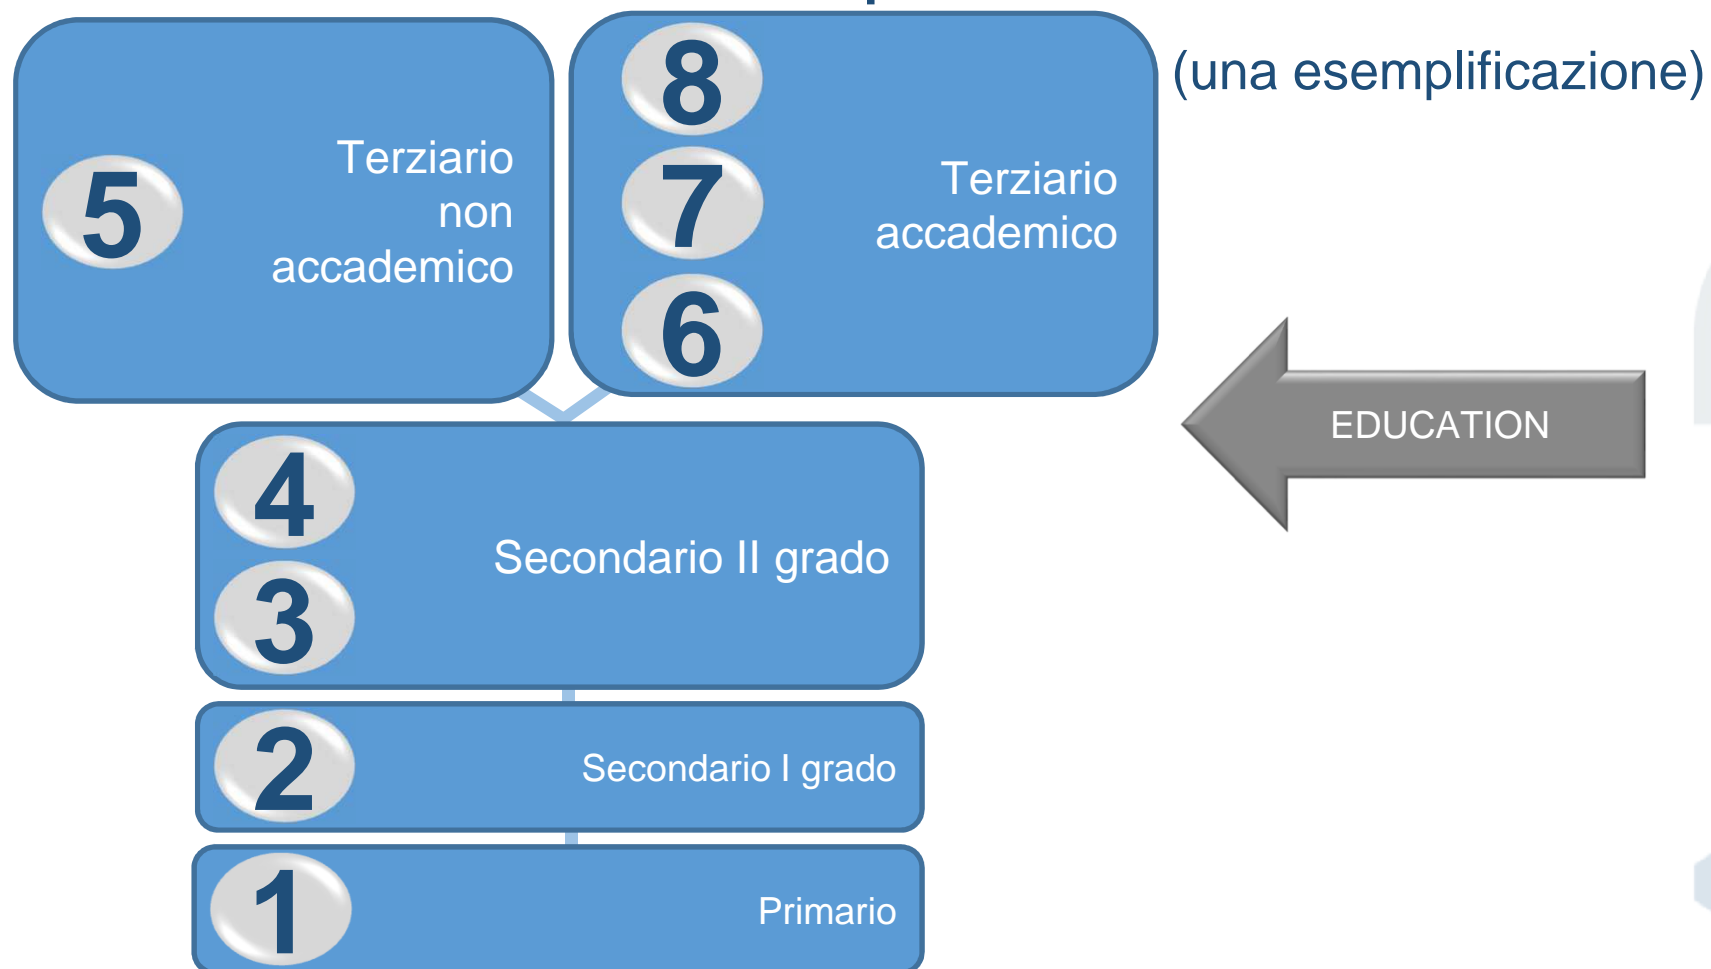 (una esemplificazione)
5
Terziario
non
accademico
8
7
6
Terziario
accademico
EDUCATION
4
3
Secondario II grado
2
Secondario I grado
1
Primario